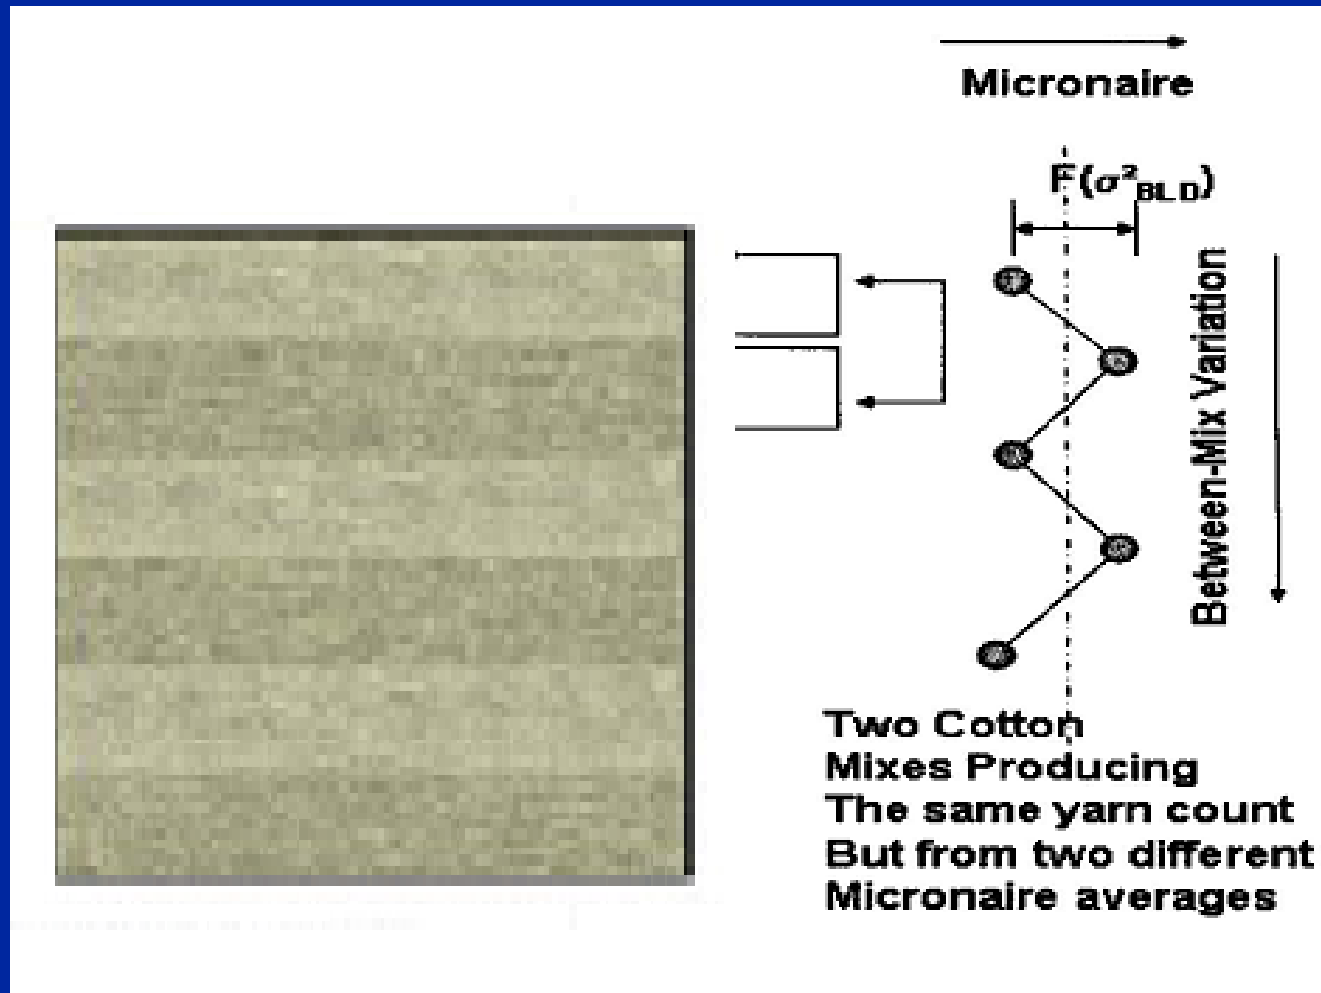 Micronaire
F(σ²BLD)
Between-Mix Variation
Two Cotton
Mixes Producing
The same yarn count
But from two different
Micronaire averages